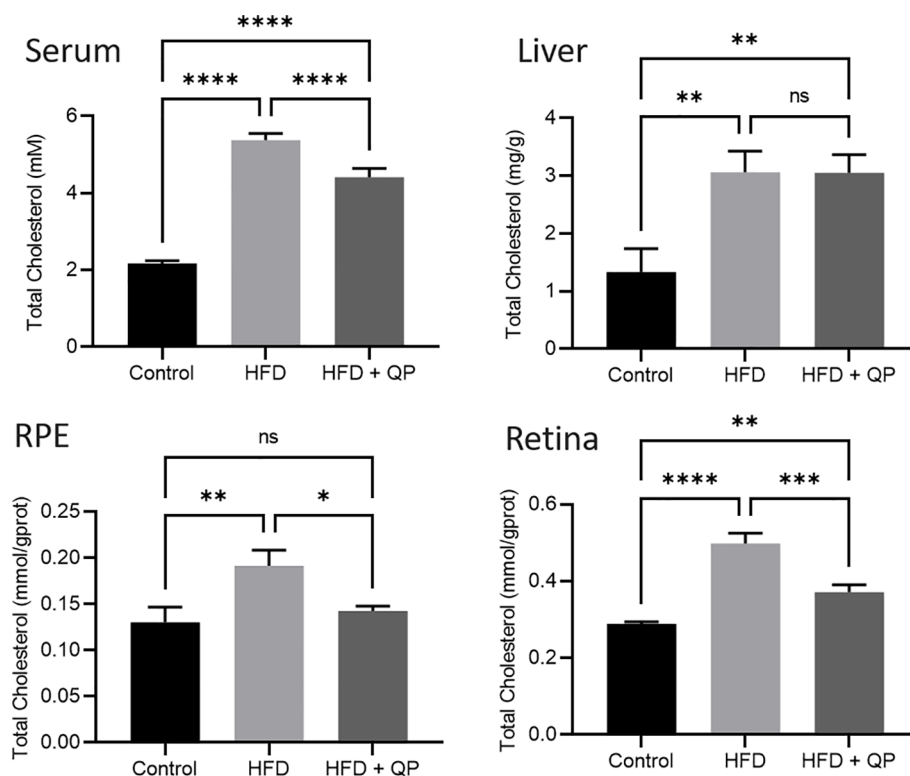 Serum
****
**** ****
Total Cholesterol (mM)
6
4
2
0
Control HFD HFD + QP
Liver
**
** ns
Total Cholesterol (mg/g)
4
3
2
1
0
Control HFD HFD + QP
RPE
ns
** *
Total Cholesterol (mmol/gprot)
0.25
0.20
0.15
0.10
0.05
0.00
Control HFD HFD + QP
Retina
**
**** ***
Total Cholesterol (mmol/gprot)
0.6
0.4
0.2
0.0
Control HFD HFD + QP